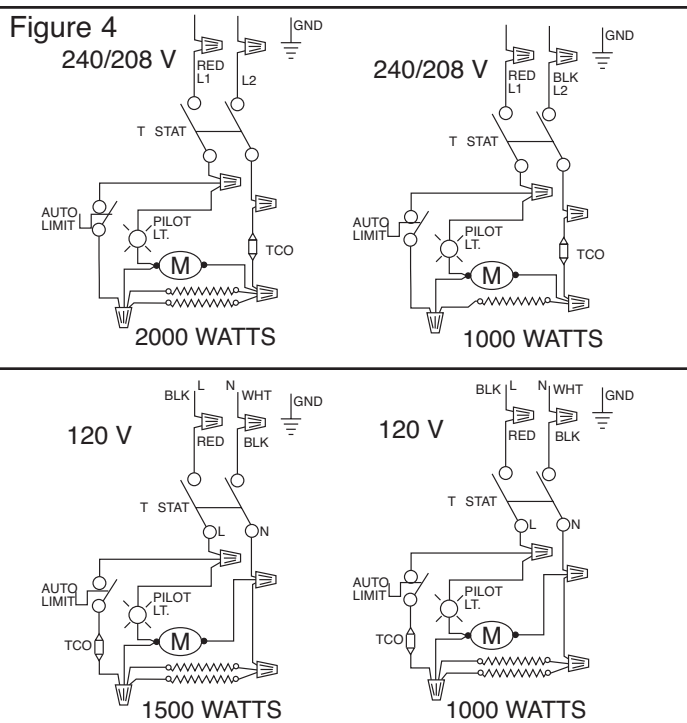 Figure 4
240/208 V
GND
RED
L1
L2
T STAT
AUTO
LIMIT
PILOT
LT.
TCO
M
2000 WATTS
240/208 V
GND
RED
L1
BLK
L2
T STAT
AUTO
LIMIT
PILOT
LT.
TCO
M
1000 WATTS
120 V
BLK L N WHT
GND
RED BLK
T STAT
L N
AUTO
LIMIT
PILOT
LT.
TCO
M
1500 WATTS
120 V
BLK L N WHT
GND
RED BLK
T STAT
L N
AUTO
LIMIT
PILOT
LT.
TCO
M
1000 WATTS